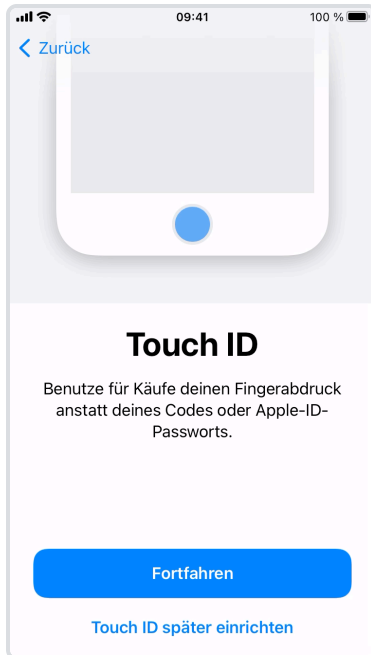 09:41
100 %
Zurück
Touch ID
Benutze für Käufe deinen Fingerabdruck
anstatt deines Codes oder Apple-ID-
Passworts.
Fortfahren
Touch ID später einrichten